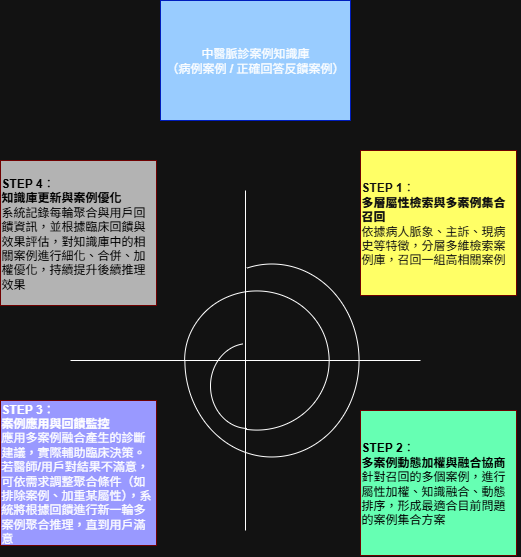 中醫脈診案例知識庫
（病例案例 / 正確回答反饋案例）
STEP 4：
知識庫更新與案例優化
系統記錄每輪聚合與用戶回
饋資訊，並根據臨床回饋與
效果評估，對知識庫中的相
關案例進行細化、合併、加
權優化，持續提升後續推理
效果
STEP 1：
多層屬性檢索與多案例集合
召回
依據病人脈象、主訴、現病
史等特徵，分層多維檢索案
例庫，召回一組高相關案例
STEP 3：
案例應用與回饋監控
應用多案例融合產生的診斷
建議，實際輔助臨床決策。
若醫師/用戶對結果不滿意，
可依需求調整聚合條件（如
排除案例、加重某屬性），系
統將根據回饋進行新一輪多
案例聚合推理，直到用戶滿
意
STEP 2：
多案例動態加權與融合協商
針對召回的多個案例，進行
屬性加權、知識融合、動態
排序，形成最適合目前問題
的案例集合方案